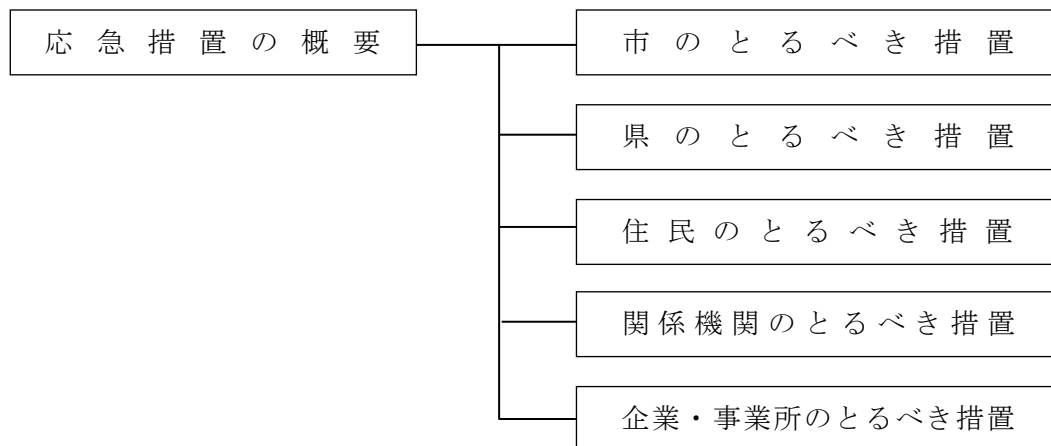 応急措置の概要
市のとるべき措置
県のとるべき措置
住民のとるべき措置
関係機関のとるべき措置
企業・事業所のとるべき措置